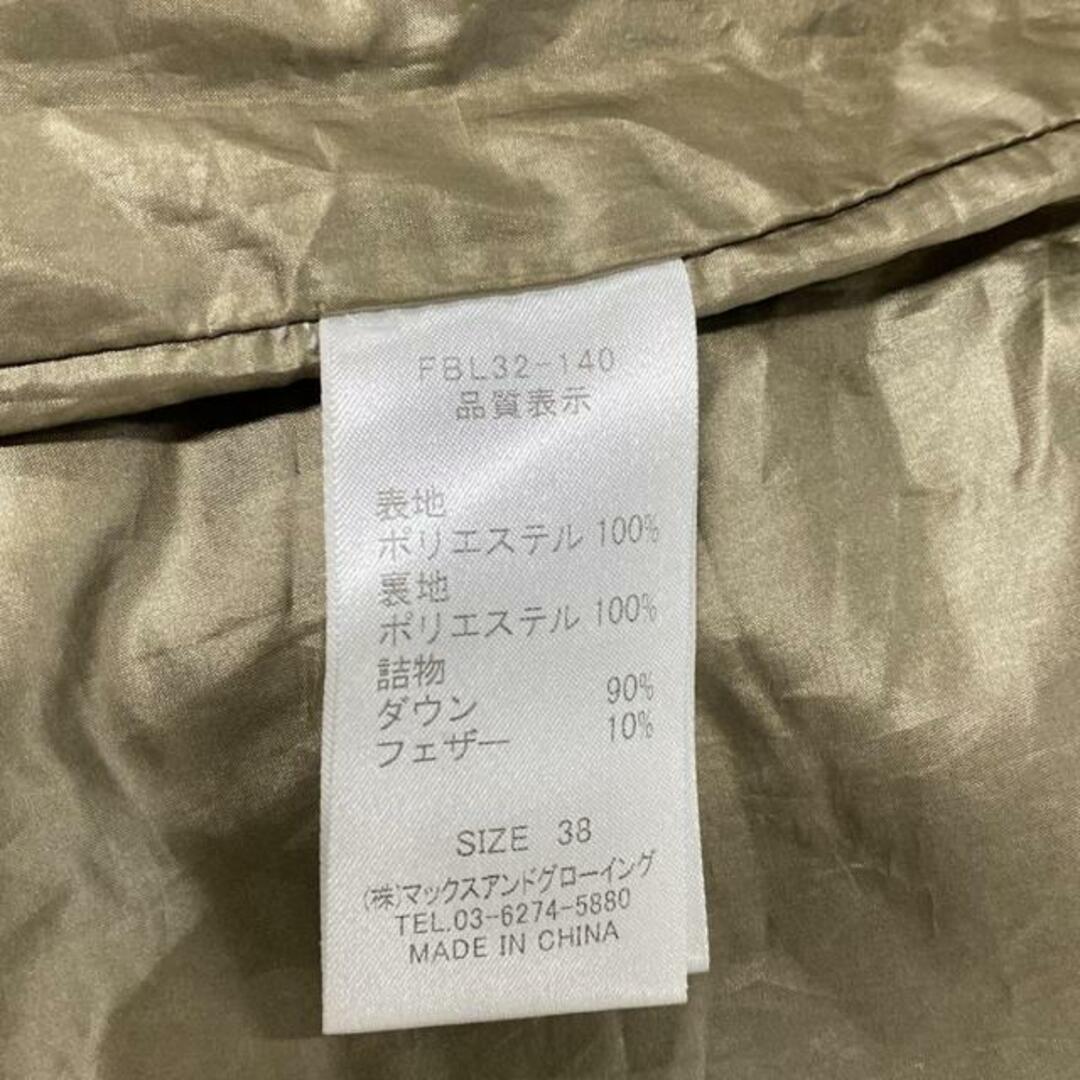 FBL32-140
品質表示
表地
ポリエステル 100%
裏地
ポリエステル 100%
詰物
ダウン 90%
フェザー 10%
SIZE 38
(株)マックスアンドグローイング
TEL.03-6274-5880
MADE IN CHINA